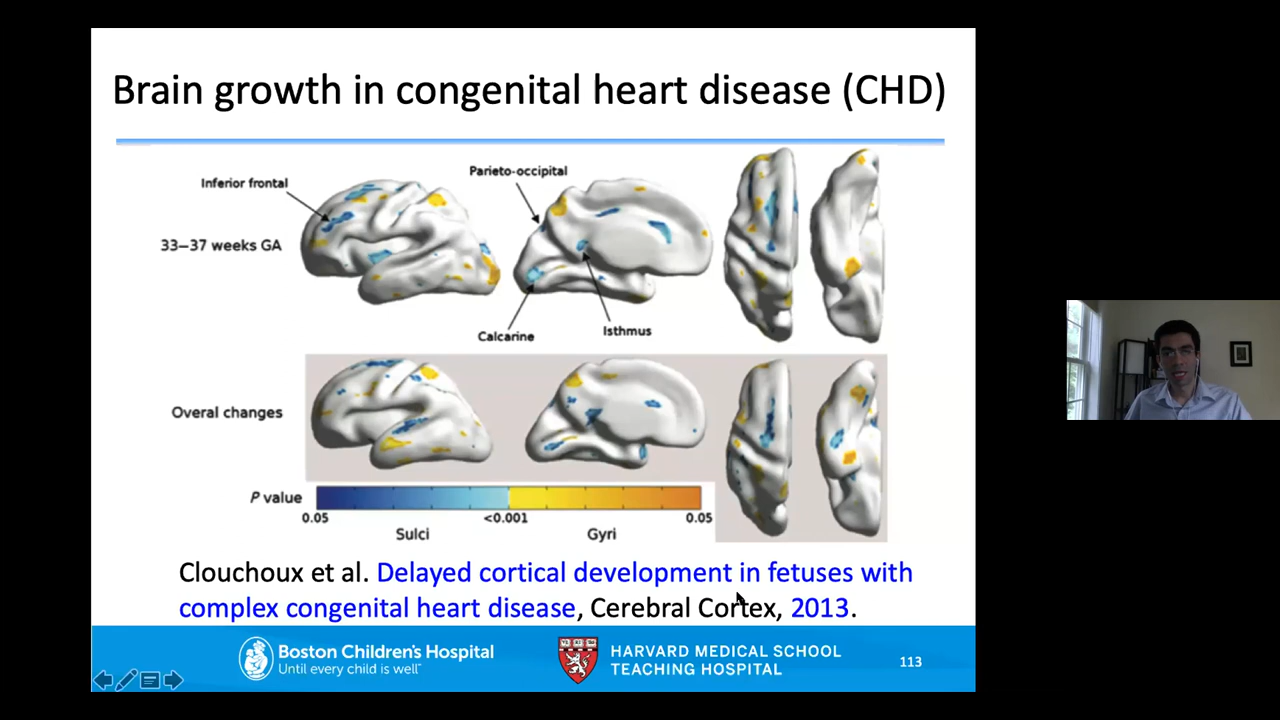 Brain growth in congenital heart disease (CHD)
Inferior frontal
Parieto-occipital
33–37 weeks GA
Calcarine
Isthmus
Overal changes
P value
0.05
<0.001
0.05
Sulci
Gyri
Clouchoux et al. Delayed cortical development in fetuses with
complex congenital heart disease, Cerebral Cortex, 2013.
Boston Children's Hospital
Until every child is well™
HARVARD MEDICAL SCHOOL
TEACHING HOSPITAL
113